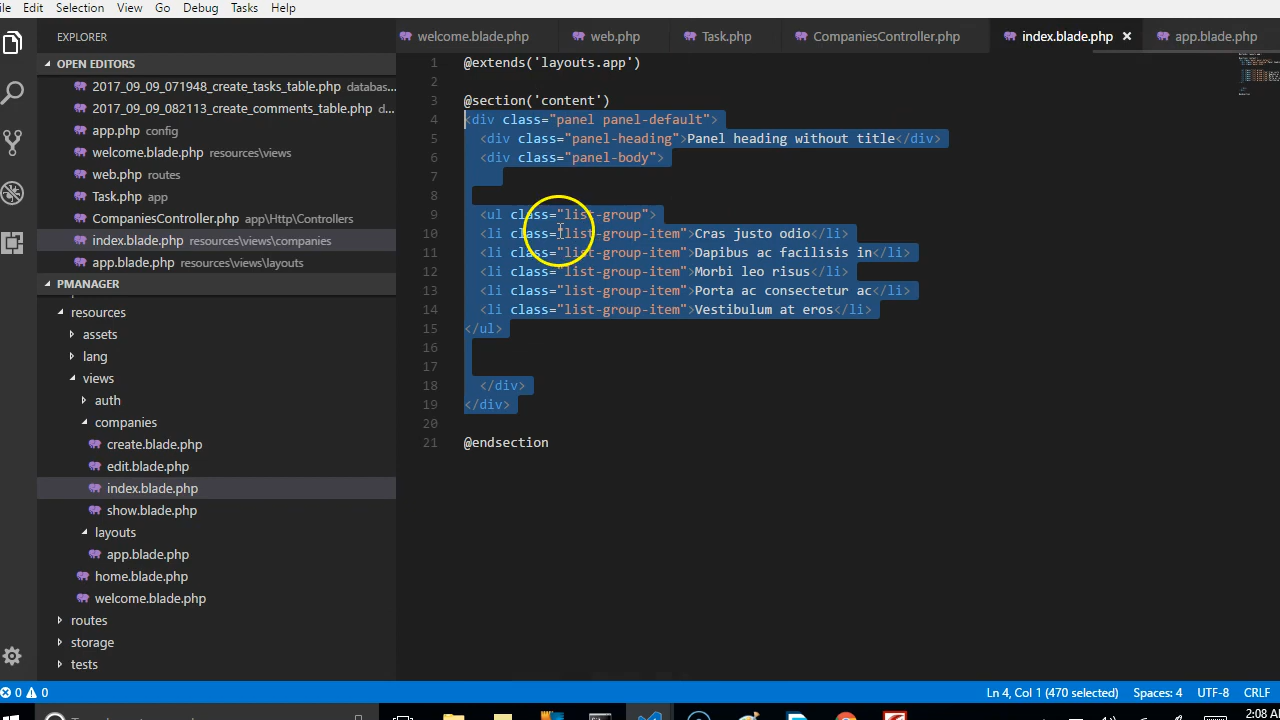 ile Edit Selection View Go Debug Tasks Help
EXPLORER
OPEN EDITORS
2017_09_09_071948_create_tasks_table.php databas...
2017_09_09_082113_create_comments_table.php d...
app.php config
welcome.blade.php resources\views
web.php routes
Task.php app
CompaniesController.php app\Http\Controllers
index.blade.php resources\views\companies
app.blade.php resources\views\layouts
PMANAGER
resources
assets
lang
views
auth
companies
create.blade.php
edit.blade.php
index.blade.php
show.blade.php
layouts
app.blade.php
home.blade.php
welcome.blade.php
routes
storage
tests
welcome.blade.php web.php Task.php CompaniesController.php index.blade.php × app.blade.php
1 @extends('layouts.app')
2
3 @section('content')
4 <div class="panel panel-default">
5 <div class="panel-heading">Panel heading without title</div>
6 <div class="panel-body">
7
8
9 <ul class="list-group">
10 <li class="list-group-item">Cras justo odio</li>
11 <li class="list-group-item">Dapibus ac facilisis in</li>
12 <li class="list-group-item">Morbi leo risus</li>
13 <li class="list-group-item">Porta ac consectetur ac</li>
14 <li class="list-group-item">Vestibulum at eros</li>
15 </ul>
16
17
18 </div>
19 </div>
20
21 @endsection
0 0 Ln 4, Col 1 (470 selected) Spaces: 4 UTF-8 CRLF
2:08 A